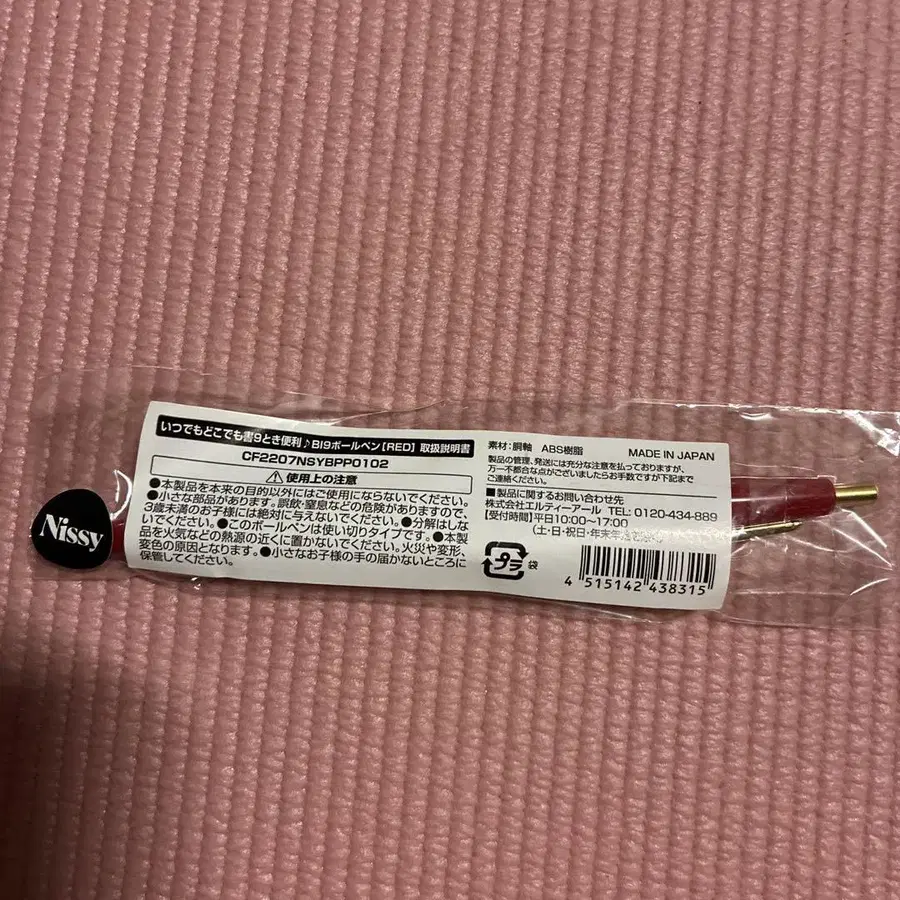 Nissy
いつでもどこでも書9とき便利♪BI9ボールペン[RED]取扱説明書
CF2207NSYBPP0102
使用上の注意
●本製品を本来の目的以外にはご使用にならないでください。
●小さな部品があります。誤飲・窒息などの危険がありますので、
3歳未満のお子様には絶対に与えないでください。●分解はしな
いでください。●このボールペンは使い切りタイプです。●本製
品を火気などの熱源の近くに置かないでください。火災や変形、
変色の原因となります。●小さなお子様の手の届かないところに
保管してください。
素材:胴軸 ABS樹脂 MADE IN JAPAN
製品の管理、発送には充分な注意を払っておりますが、
万一不都合な点がございましたらお手数ですが下記まで
ご連絡ください。
■製品に関するお問い合わせ先
株式会社エルティーアール TEL: 0120-434-889
【受付時間】平日10:00~17:00
(土・日・祝日・年末年始
プラ 袋
4 515142 438315